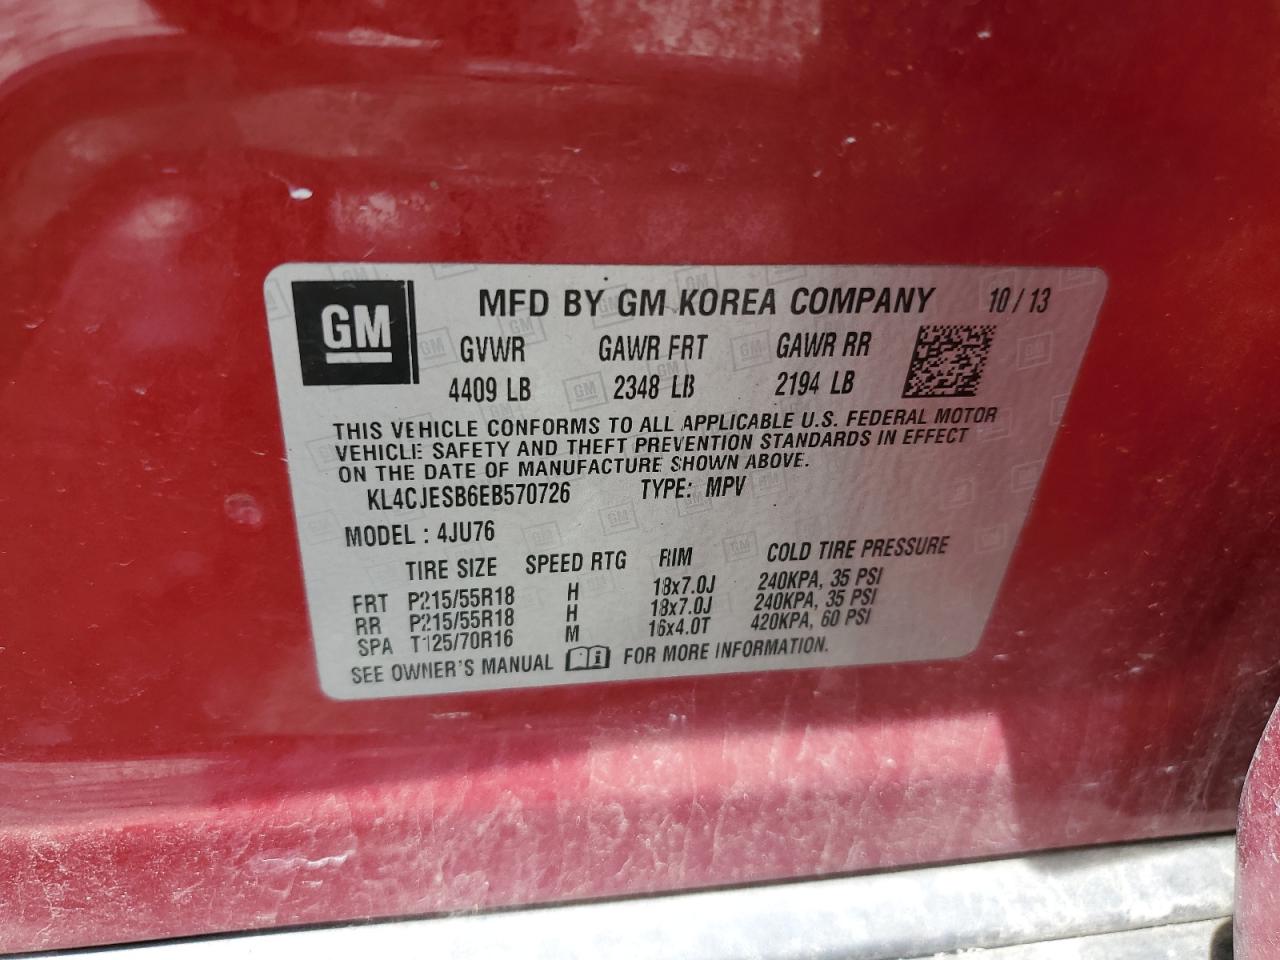 GM
MFD BY GM KOREA COMPANY 10 / 13
GVWR GAWR FRT GAWR RR
4409 LB 2348 LB 2194 LB
THIS VEHICLE CONFORMS TO ALL APPLICABLE U.S. FEDERAL MOTOR
VEHICLE SAFETY AND THEFT PREVENTION STANDARDS IN EFFECT
ON THE DATE OF MANUFACTURE SHOWN ABOVE.
KL4CJESB6EB570726 TYPE: MPV
MODEL : 4JU76
TIRE SIZE SPEED RTG RIM COLD TIRE PRESSURE
FRT P215/55R18 H 18x7.0J 240KPA, 35 PSI
RR P215/55R18 H 18x7.0J 240KPA, 35 PSI
SPA T125/70R16 M 16x4.0T 420KPA, 60 PSI
SEE OWNER'S MANUAL i FOR MORE INFORMATION.